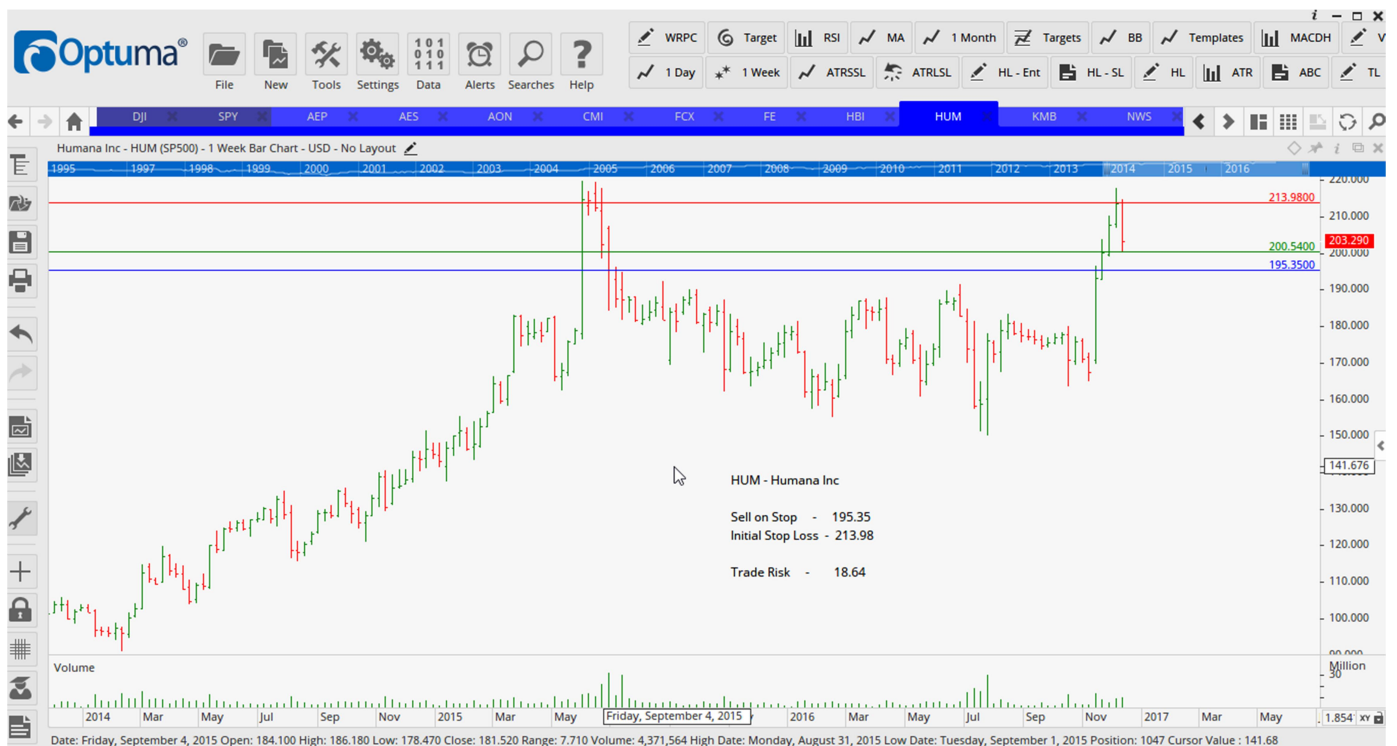 i
Optuma®
WRPC Target RSI MA 1 Month Targets BB Templates MACDH V
1 Day 1 Week ATRSSL ATRLSL HL - Ent HL - SL HL ATR ABC TL
101
010
111
File New Tools Settings Data Alerts Searches Help
DJI SPY AEP AES AON CMI FCX FE HBI HUM KMB NWS
Humana Inc - HUM (SP500) - 1 Week Bar Chart - USD - No Layout
1995 1997 1998 1999 2000 2001 2002 2003 2004 2005 2006 2007 2008 2009 2010 2011 2012 2013 2014 2015 2016
220.000
213.9800
210.000
203.290
200.5400
200.000
195.3500
190.000
180.000
170.000
160.000
150.000
141.676
HUM - Humana Inc
Sell on Stop - 195.35
130.000
Initial Stop Loss - 213.98
120.000
Trade Risk - 18.64
110.000
100.000
90.000
Volume
Million
30
2014 Mar May Jul Sep Nov 2015 Mar May Friday, September 4, 2015 2016 Mar May Jul Sep Nov 2017 Mar May 1.854 XY
Date: Friday, September 4, 2015 Open: 184.100 High: 186.180 Low: 178.470 Close: 181.520 Range: 7.710 Volume: 4,371,564 High Date: Monday, August 31, 2015 Low Date: Tuesday, September 1, 2015 Position: 1047 Cursor Value : 141.68